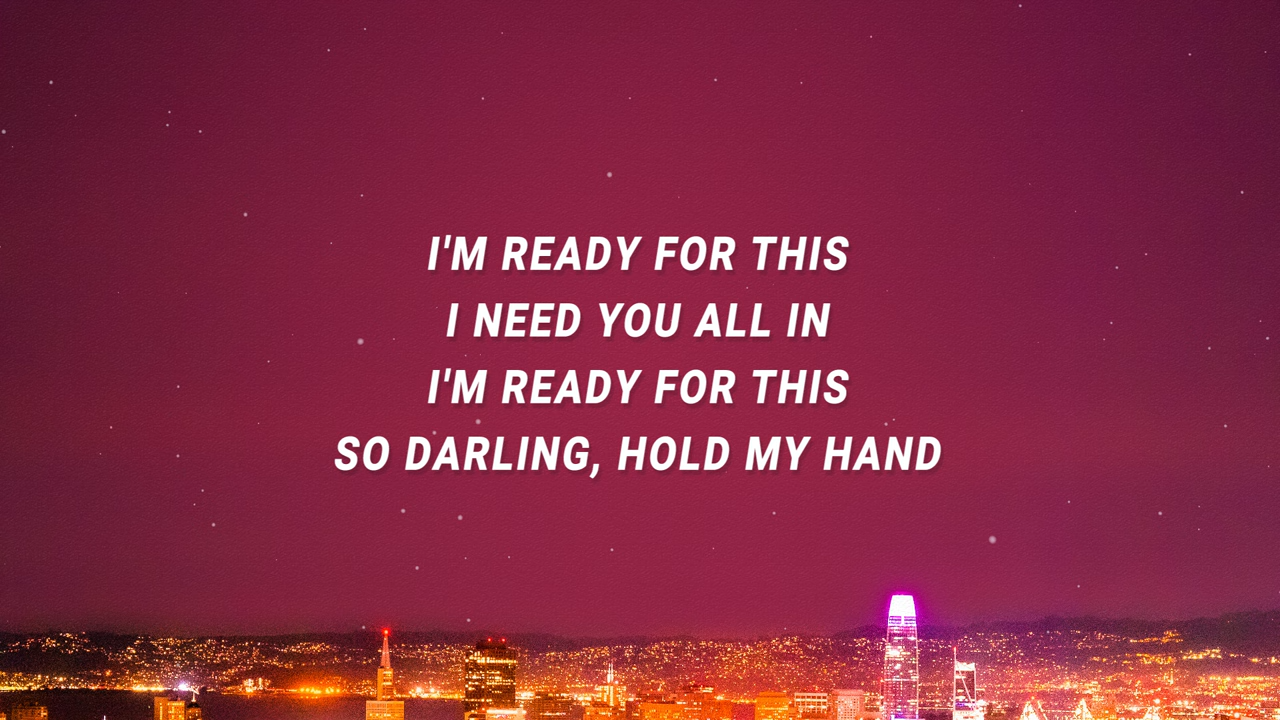 I'M READY FOR THIS
I NEED YOU ALL IN
I'M READY FOR THIS
SO DARLING, HOLD MY HAND